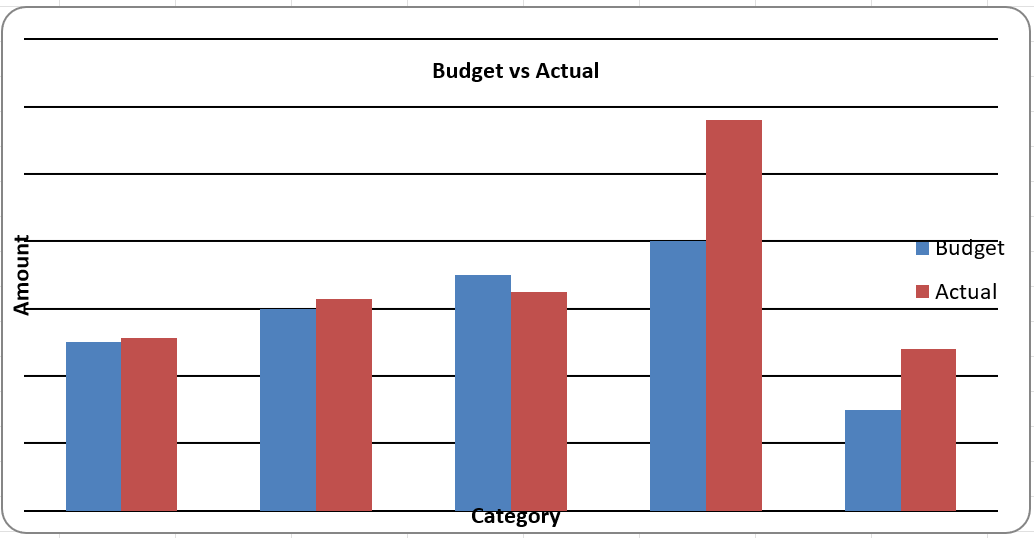 Budget vs Actual
Amount
Budget
Actual
Category